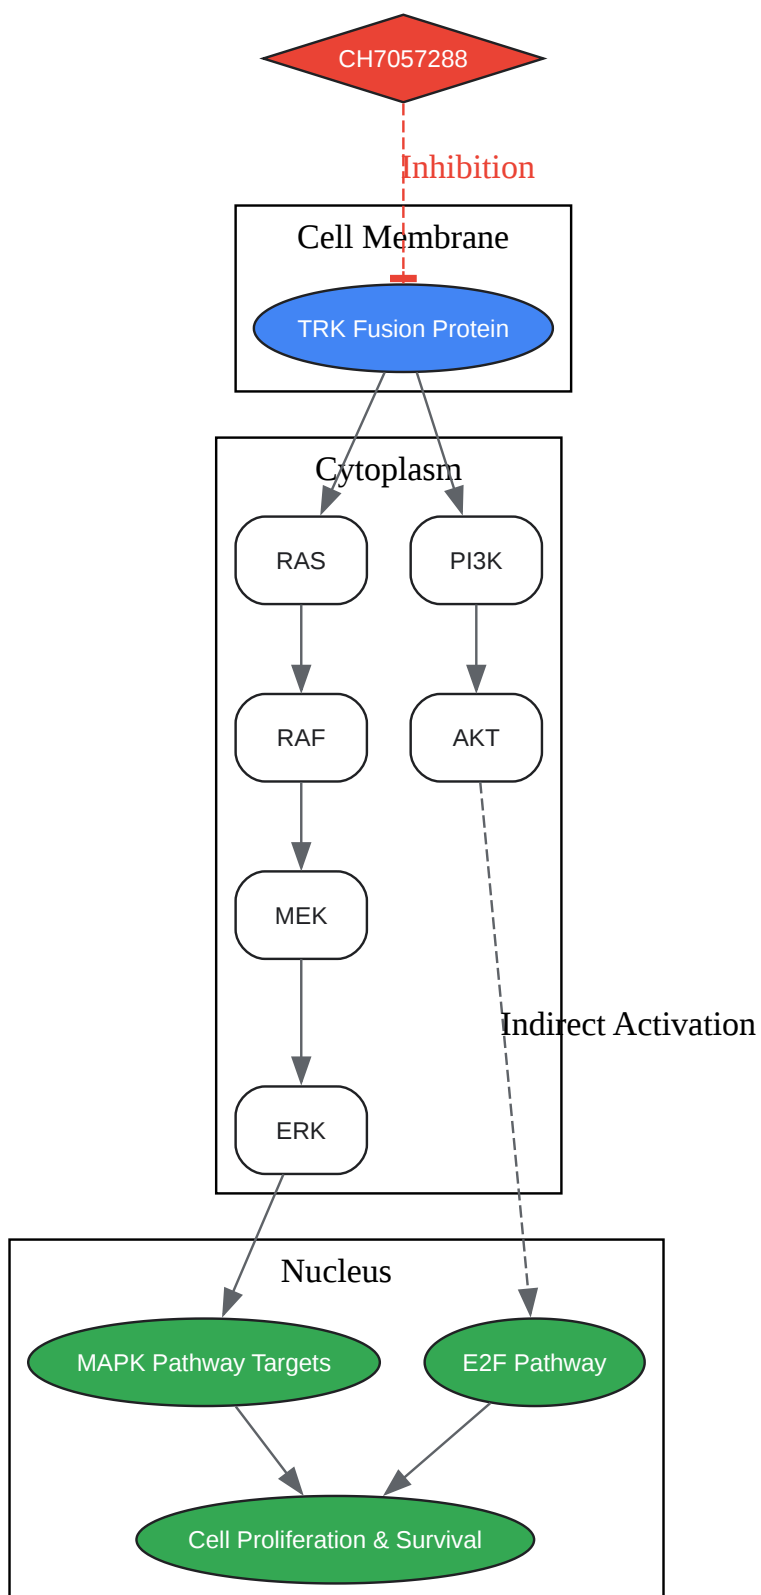 CH7057288
Inhibition
Cell Membrane
TRK Fusion Protein
Cytoplasm
RAS
PI3K
RAF
AKT
MEK
Indirect Activation
ERK
Nucleus
MAPK Pathway Targets
E2F Pathway
Cell Proliferation & Survival